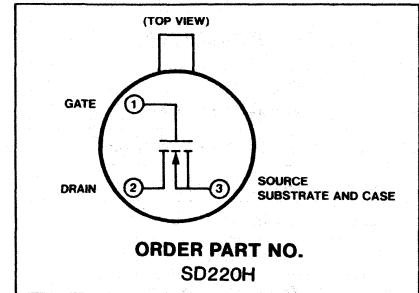 (TOP VIEW)
GATE 1
DRAIN 2
3 SOURCE
SUBSTRATE AND CASE
ORDER PART NO.
SD220H